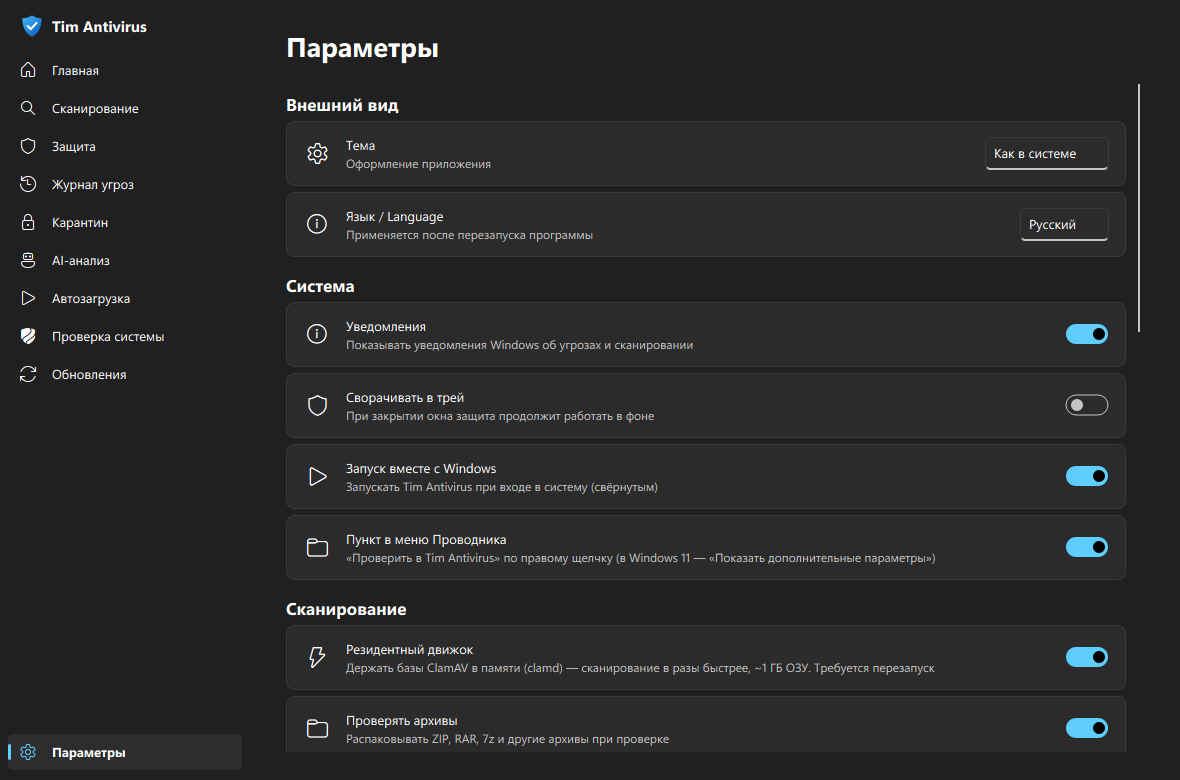 Tim Antivirus
Главная
Сканирование
Защита
Журнал угроз
Карантин
AI-анализ
Автозагрузка
Проверка системы
Обновления
Параметры
Параметры
Внешний вид
Тема
Оформление приложения
Как в системе
Язык / Language
Применяется после перезапуска программы
Русский
Система
Уведомления
Показывать уведомления Windows об угрозах и сканировании
Сворачивать в трей
При закрытии окна защита продолжит работать в фоне
Запуск вместе с Windows
Запускать Tim Antivirus при входе в систему (свёрнутым)
Пункт в меню Проводника
«Проверить в Tim Antivirus» по правому щелчку (в Windows 11 — «Показать дополнительные параметры»)
Сканирование
Резидентный движок
Держать базы ClamAV в памяти (clamd) — сканирование в разы быстрее, ~1 ГБ ОЗУ. Требуется перезапуск
Проверять архивы
Распаковывать ZIP, RAR, 7z и другие архивы при проверке